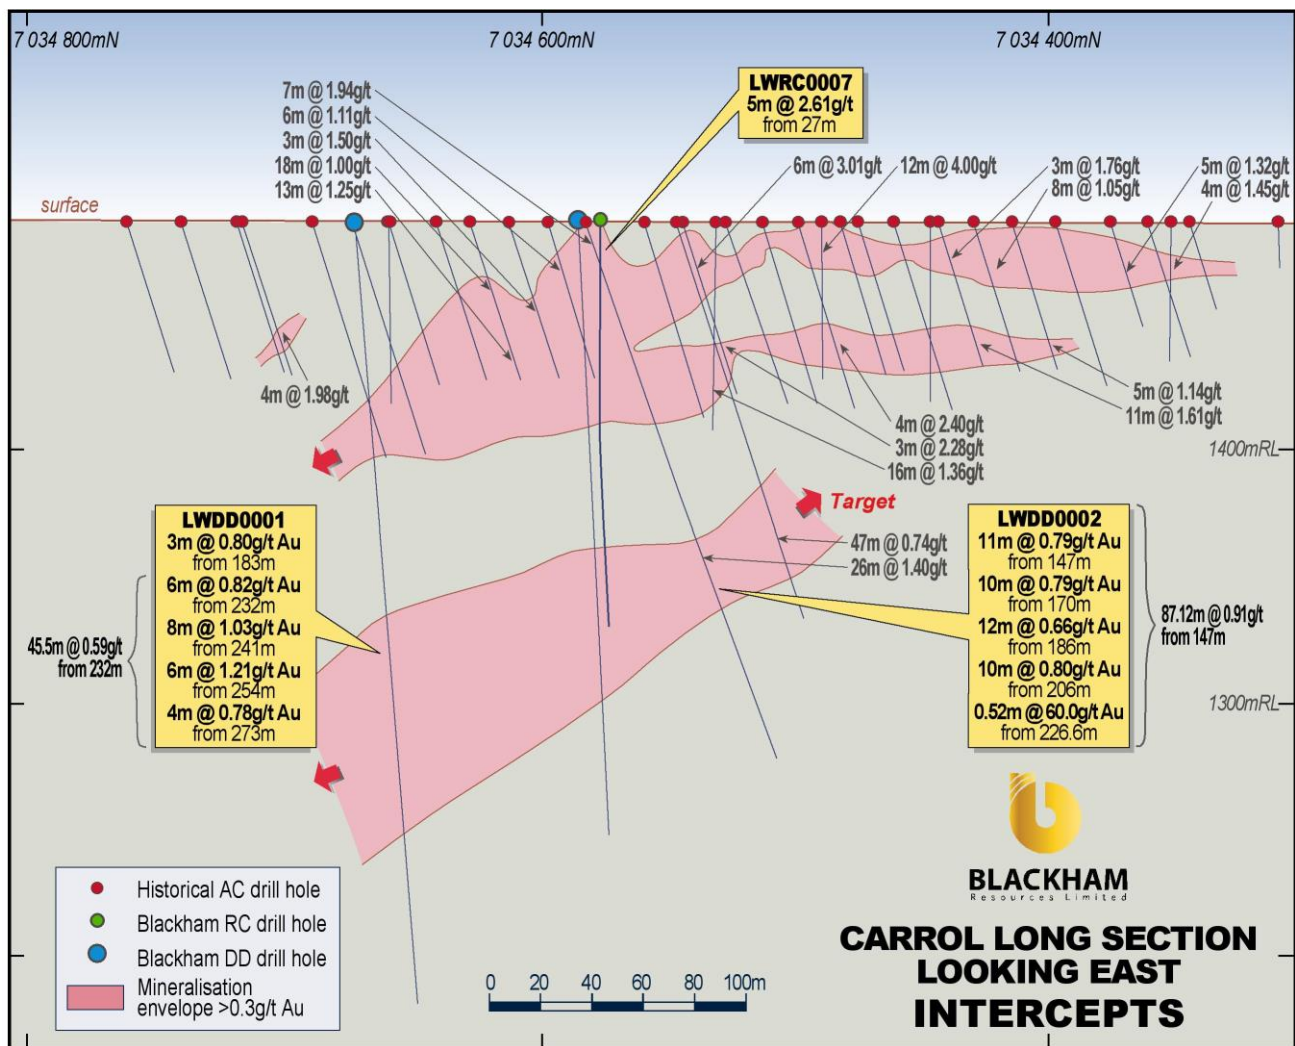 7 034 800mN
7 034 600mN
7 034 400mN
LWRC0007
5m @ 2.61g/t
from 27m
7m @ 1.94g/t
6m @ 1.11g/t
3m @ 1.50g/t
18m @ 1.00g/t
13m @ 1.25g/t
6m @ 3.01g/t
12m @ 4.00g/t
3m @ 1.76g/t
8m @ 1.05g/t
5m @ 1.32g/t
4m @ 1.45g/t
surface
4m @ 1.98g/t
5m @ 1.14g/t
11m @ 1.61g/t
4m @ 2.40g/t
3m @ 2.28g/t
16m @ 1.36g/t
1400mRL
Target
47m @ 0.74g/t
26m @ 1.40g/t
LWDD0001
3m @ 0.80g/t Au
from 183m
6m @ 0.82g/t Au
from 232m
8m @ 1.03g/t Au
from 241m
6m @ 1.21g/t Au
from 254m
4m @ 0.78g/t Au
from 273m
45.5m @ 0.59g/t
from 232m
LWDD0002
11m @ 0.79g/t Au
from 147m
10m @ 0.79g/t Au
from 170m
12m @ 0.66g/t Au
from 186m
10m @ 0.80g/t Au
from 206m
0.52m @ 60.0g/t Au
from 226.6m
87.12m @ 0.91g/t
from 147m
1300mRL
Historical AC drill hole
Blackham RC drill hole
Blackham DD drill hole
Mineralisation
envelope >0.3g/t Au
0 20 40 60 80 100m
BLACKHAM
Resources Limited
CARROL LONG SECTION
LOOKING EAST
INTERCEPTS